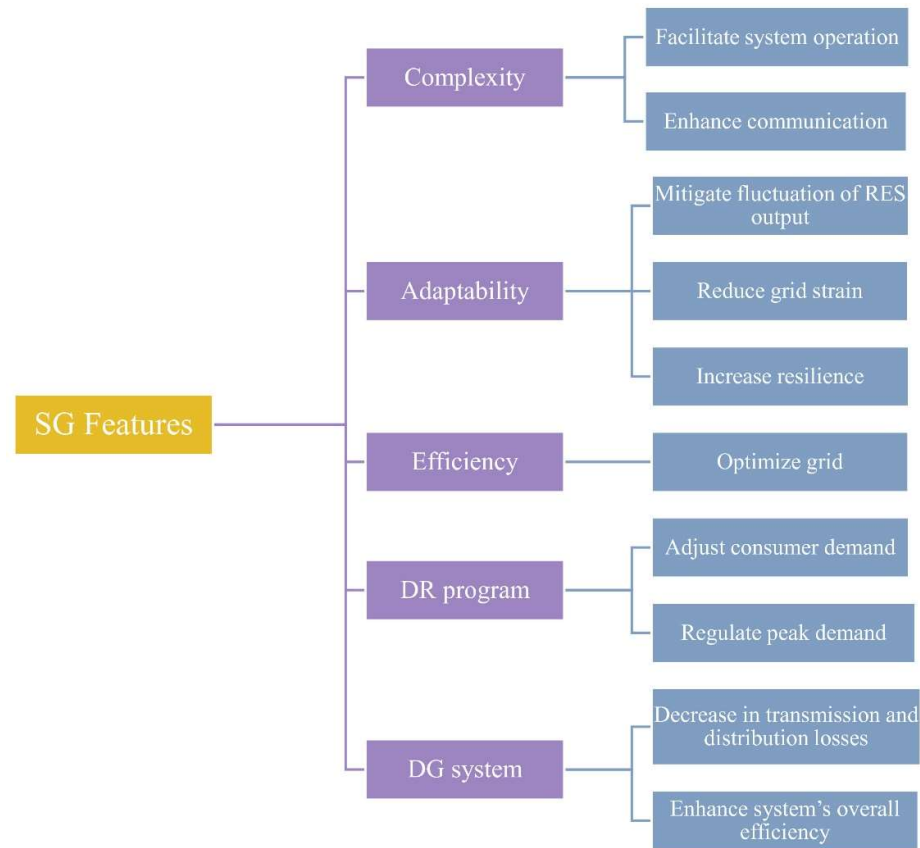 SG Features
Complexity
Facilitate system operation
Enhance communication
Adaptability
Mitigate fluctuation of RES
output
Reduce grid strain
Increase resilience
Efficiency
Optimize grid
DR program
Adjust consumer demand
Regulate peak demand
DG system
Decrease in transmission and
distribution losses
Enhance system’s overall
efficiency